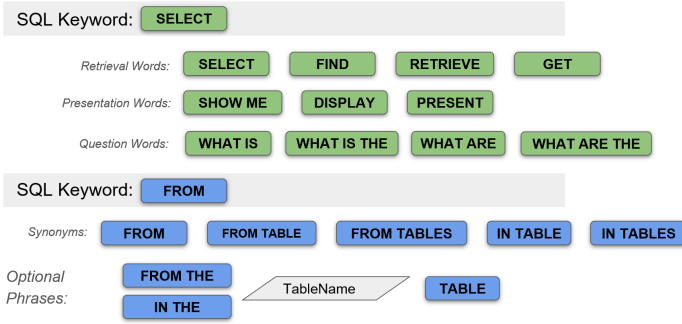 SQL Keyword: SELECT
Retrieval Words: SELECT FIND RETRIEVE GET
Presentation Words: SHOW ME DISPLAY PRESENT
Question Words: WHAT IS WHAT IS THE WHAT ARE WHAT ARE THE
SQL Keyword: FROM
Synonyms: FROM FROM TABLE FROM TABLES IN TABLE IN TABLES
Optional Phrases:
FROM THE
IN THE
TableName
TABLE